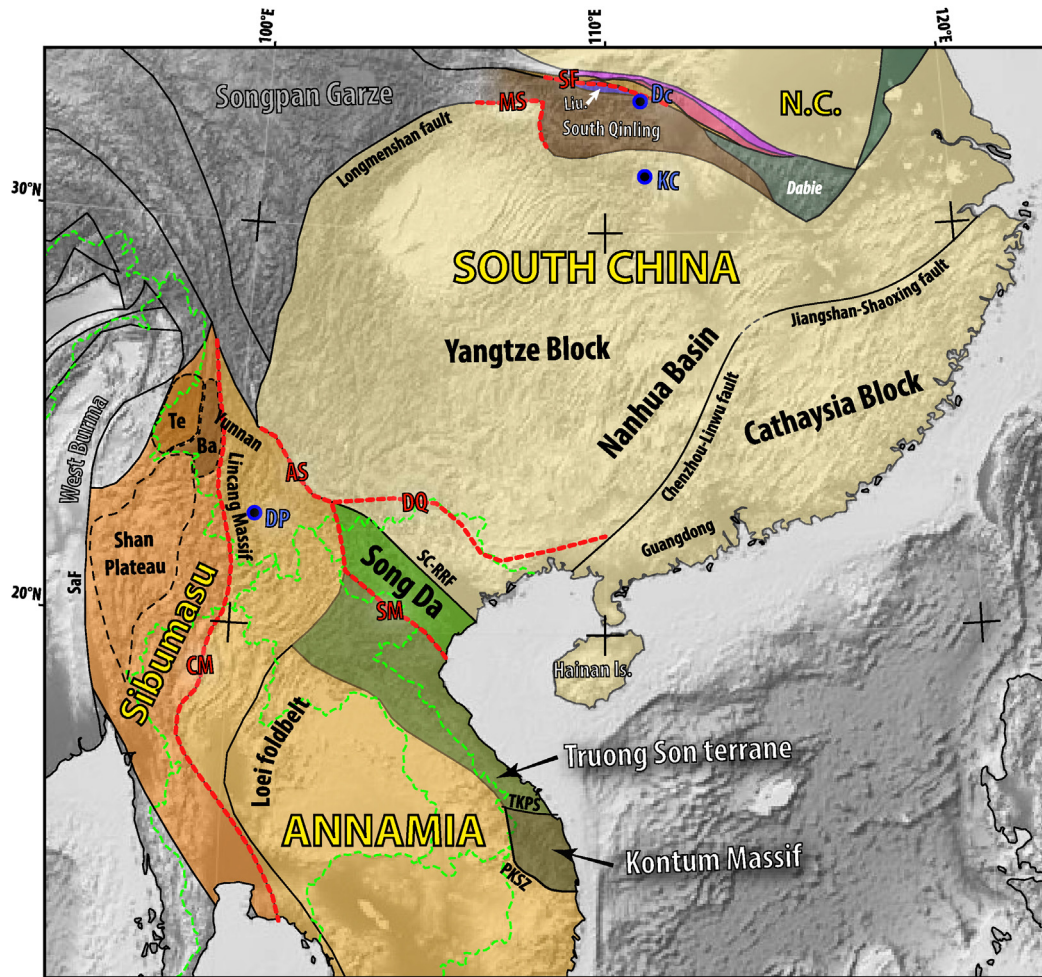 100°E
110°E
120°E
30°N
20°N
Songpan Garze
SF
MS
Liu.
Dc
South Qinling
N.C.
Longmenshan fault
KC
Dabie
SOUTH CHINA
Yangtze Block
Nanhua Basin
Jiangshan-Shaoxing fault
Chenzhou-Linwu fault
Cathaysia Block
West Burma
Te
Ba
Yunnan
Lincang Massif
AS
DP
DQ
Guangdong
Shan
Plateau
SaF
Sibumasu
CM
Song Da
SC-RRF
SM
Hainan Is.
Loei foldbelt
Truong Son terrane
TKPS
ANNAMIA
Kontum Massif
PKSZ